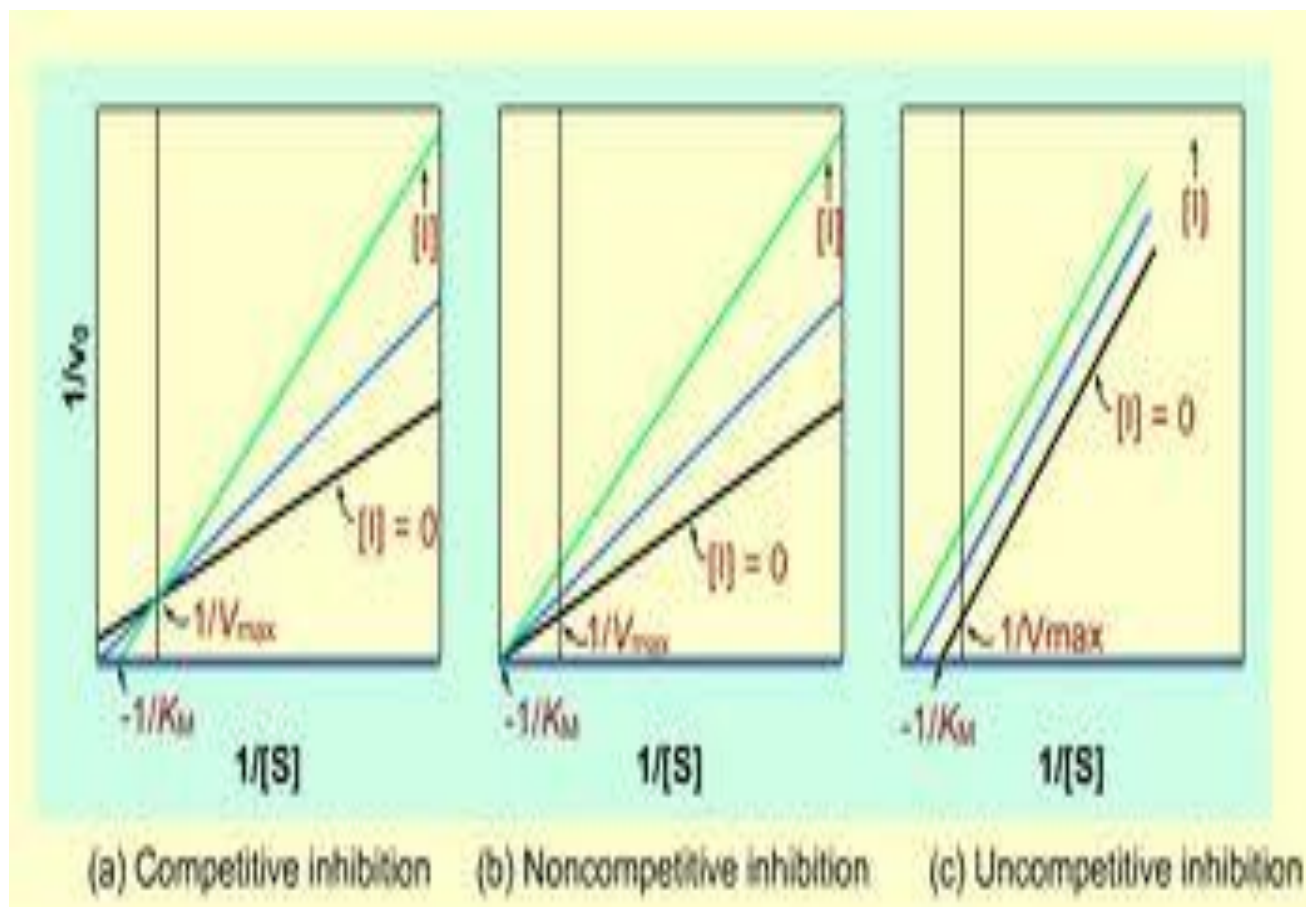 [I]
[I] = 0
1/Vmax
-1/KM
1/v0
1/[S]
(a) Competitive inhibition
[I]
[I] = 0
1/Vmax
-1/KM
1/[S]
(b) Noncompetitive inhibition
[I]
[I] = 0
1/Vmax
-1/KM
1/[S]
(c) Uncompetitive inhibition